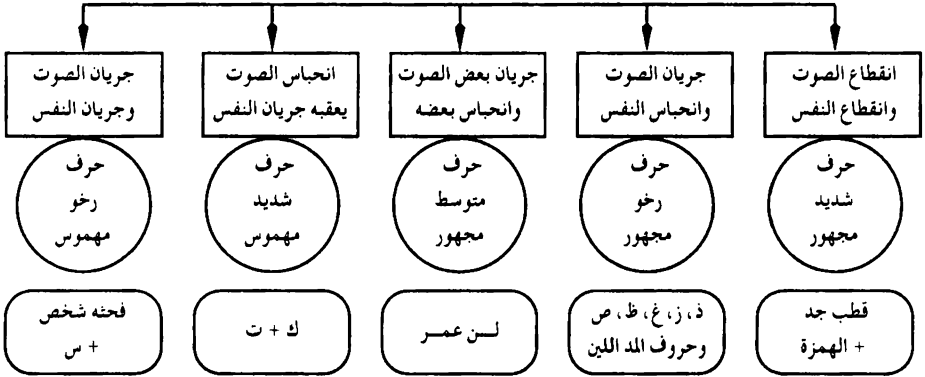 انقطاع الصوت
وانقطاع النفس
حرف
شديد
مجهور
قطب جد
+ الهمزة
جريان الصوت
وانحباس النفس
حرف
رخو
مجهور
ذ، ز، غ، ظ، ص
وحروف المد اللين
جريان بعض الصوت
وانحباس بعضه
حرف
متوسط
مجهور
لـــن عمـــر
انحباس الصوت
يعقبه جريان النفس
حرف
شديد
مهموس
ك + ت
جريان الصوت
وجريان النفس
حرف
رخو
مهموس
فحثه شخص
+ س